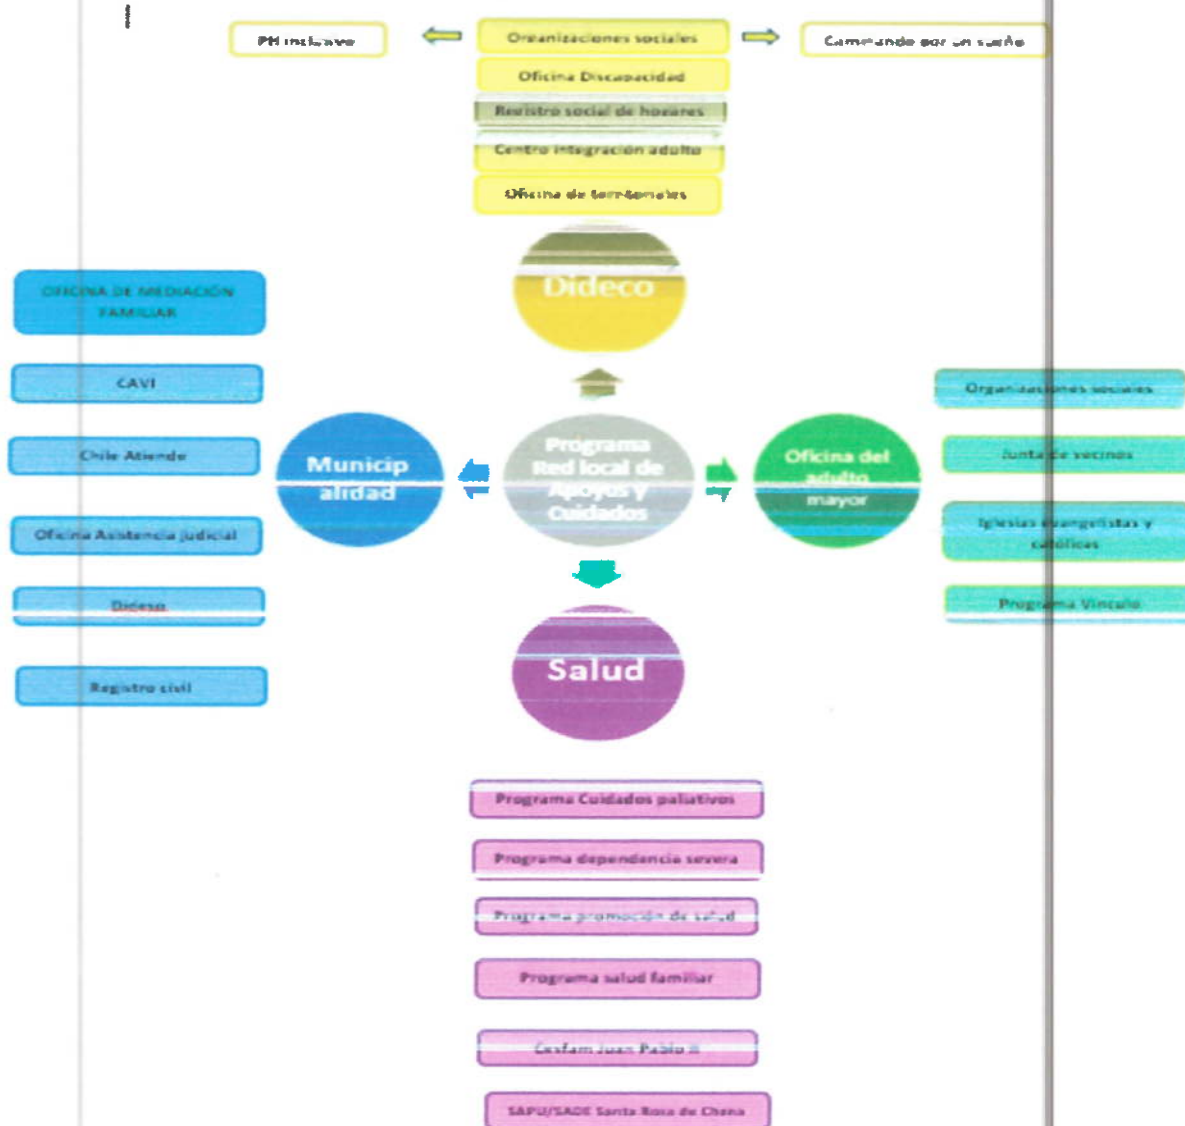 PH inclusivo
Organizaciones sociales
Caminando por un sueño
Oficina Discapacidad
Registro social de hogares
Centro integración adulto
Oficina de territoriales
Dideco
OFICINA DE MEDIACIÓN
FAMILIAR
CAVI
Chile Atiende
Oficina Asistencia judicial
Dideco
Registro civil
Municip
alidad
Programa
Red local de
Apoyos y
Cuidados
Oficina del
adulto
mayor
Organizaciones sociales
Junta de vecinos
Iglesias evangelistas y
católicas
Programa Vinculo
Salud
Programa Cuidados paliativos
Programa dependencia severa
Programa promoción de salud
Programa salud familiar
Cesfam Juan Pablo II
SAPU/SADE Santa Rosa de Chena